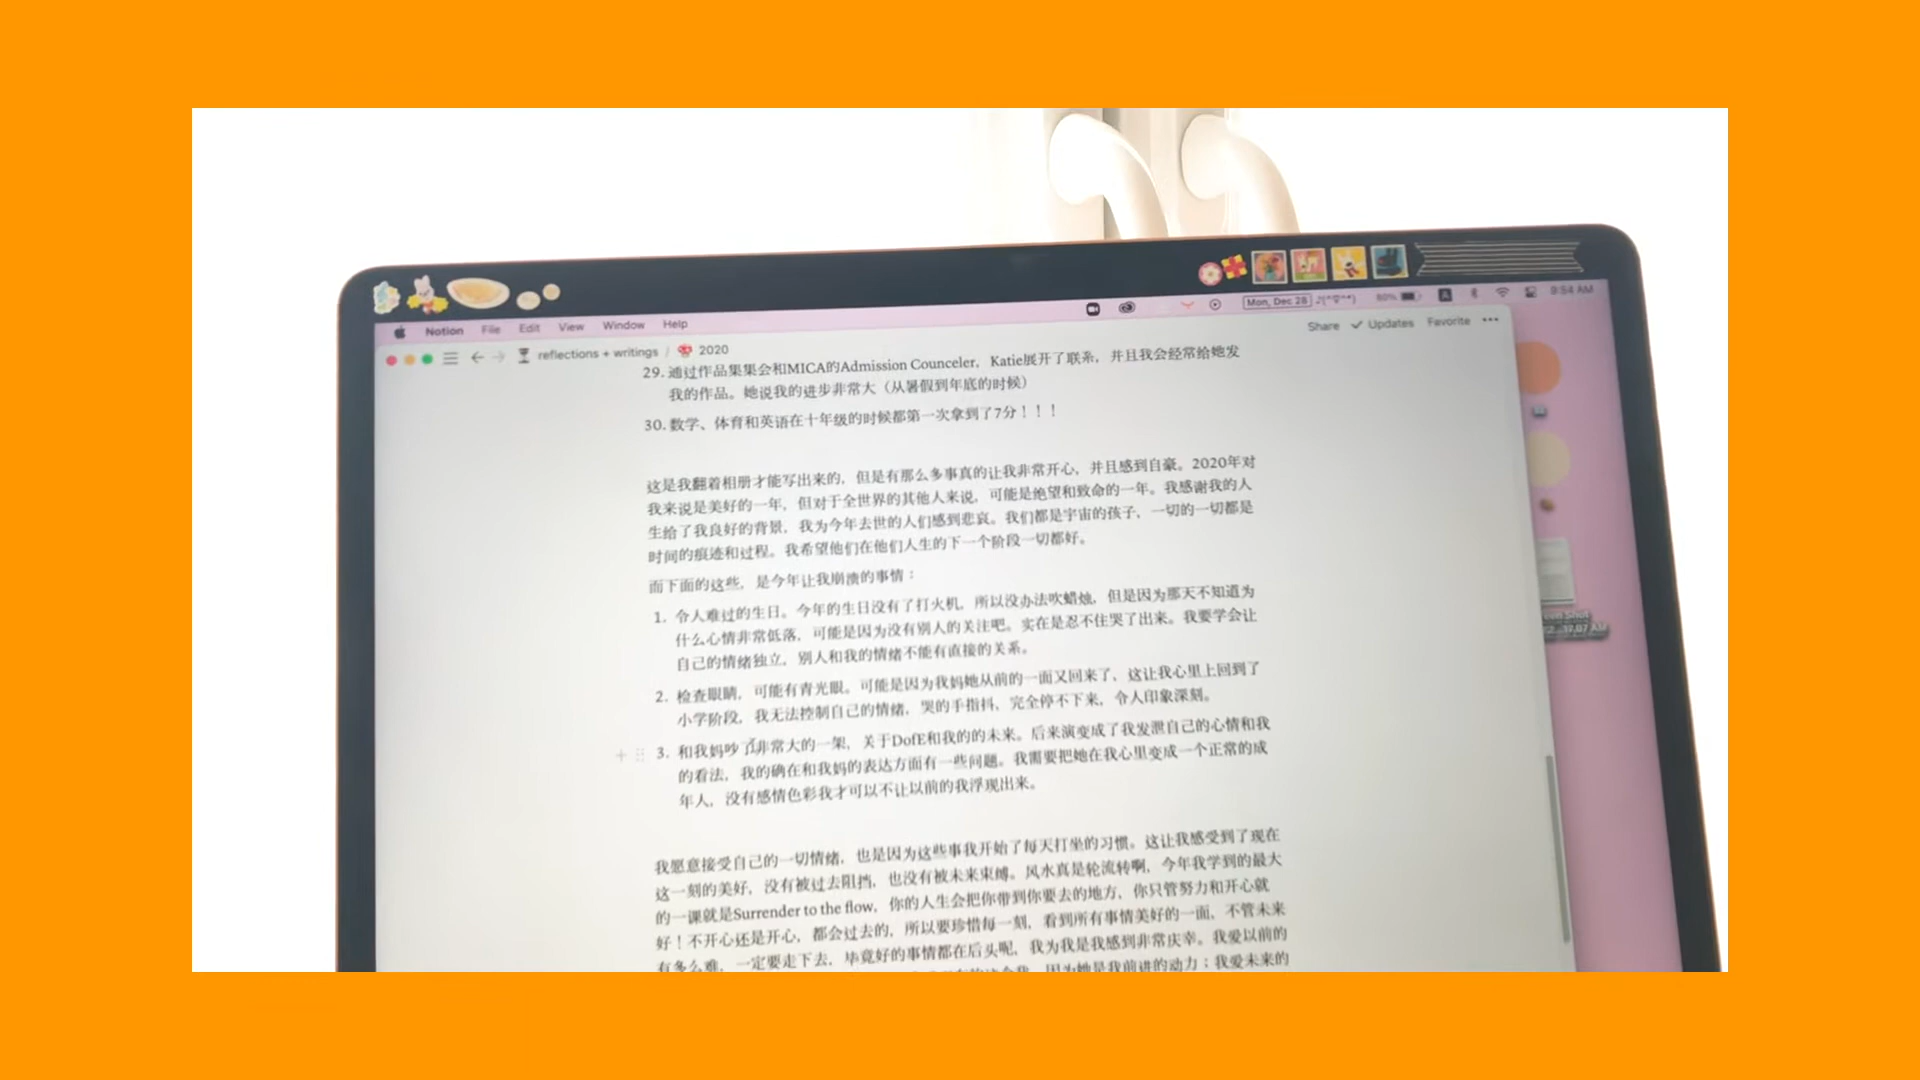 Notion File Edit View Window Help
Mon, Dec 28
80%
9:54 AM
reflections + writings / 2020
Share ✓ Updates Favorite •••
29. 通过作品集集会和MICA的Admission Counceler，Katie展开了联系，并且我会经常给她发
我的作品。她说我的进步非常大（从暑假到年底的时候）
30. 数学、体育和英语在十年级的时候都第一次拿到了7分！！！
这是我翻着相册才能写出来的，但是有那么多事真的让我非常开心，并且感到自豪。2020年对
我来说是美好的一年，但对于全世界的其他人来说，可能是绝望和致命的一年。我感谢我的人
生给了我良好的背景，我为今年去世的人们感到悲哀。我们都是宇宙的孩子，一切的一切都是
时间的痕迹和过程。我希望他们在他们人生的下一个阶段一切都好。
而下面的这些，是今年让我崩溃的事情：
1. 令人难过的生日。今年的生日没有了打火机，所以没办法吹蜡烛，但是因为那天不知道为
什么心情非常低落，可能是因为没有别人的关注吧。实在是忍不住哭了出来。我要学会让
自己的情绪独立，别人和我的情绪不能有直接的关系。
2. 检查眼睛，可能有青光眼。可能是因为我妈她从前的一面又回来了，这让我心里上回到了
小学阶段，我无法控制自己的情绪，哭的手指抖，完全停不下来，令人印象深刻。
3. 和我妈吵了非常大的一架，关于DofE和我的的未来。后来演变成了我发泄自己的心情和我
的看法，我的确在和我妈的表达方面有一些问题。我需要把她在我心里变成一个正常的成
年人，没有感情色彩我才可以不让以前的我浮现出来。
我愿意接受自己的一切情绪，也是因为这些事我开始了每天打坐的习惯。这让我感受到了现在
这一刻的美好，没有被过去阻挡，也没有被未来束缚。风水真是轮流转啊，今年我学到的最大
的一课就是Surrender to the flow，你的人生会把你带到你要去的地方，你只管努力和开心就
好！不开心还是开心，都会过去的，所以要珍惜每一刻，看到所有事情美好的一面，不管未来
有多么难，一定要走下去，毕竟好的事情都在后头呢，我为我是我感到非常庆幸。我爱以前的
因为她是我前进的动力；我爱未来的